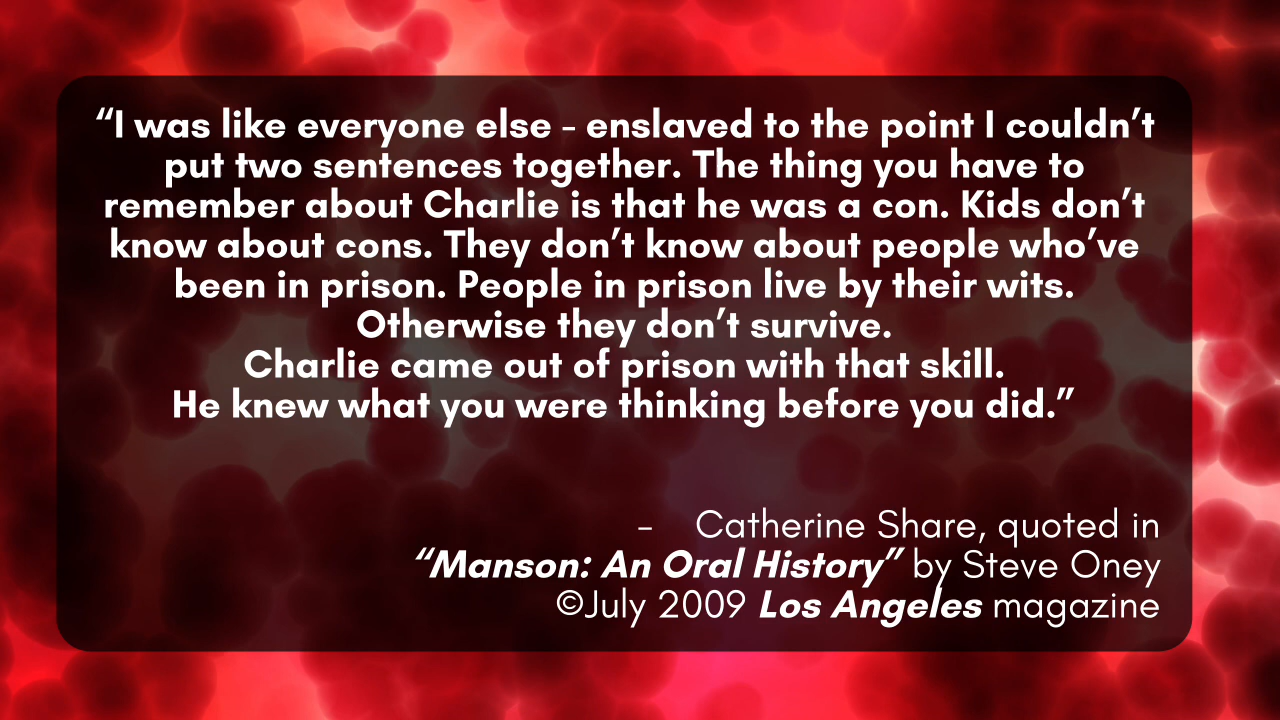 “I was like everyone else - enslaved to the point I couldn’t
put two sentences together. The thing you have to
remember about Charlie is that he was a con. Kids don’t
know about cons. They don’t know about people who’ve
been in prison. People in prison live by their wits.
Otherwise they don’t survive.
Charlie came out of prison with that skill.
He knew what you were thinking before you did.”
- Catherine Share, quoted in
“Manson: An Oral History” by Steve Oney
©July 2009 Los Angeles magazine